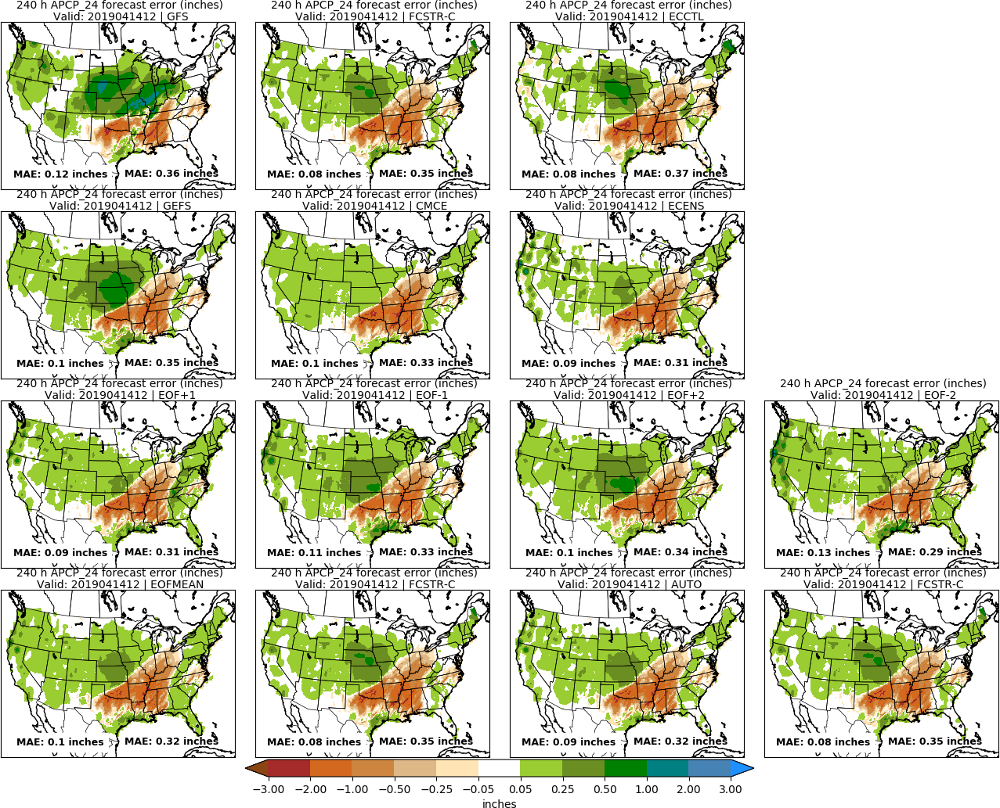 240 h APCP_24 forecast error (inches)
Valid: 2019041412 | GFS
MAE: 0.12 inches
MAE: 0.36 inches
240 h APCP_24 forecast error (inches)
Valid: 2019041412 | FCSTR-C
MAE: 0.08 inches
MAE: 0.35 inches
240 h APCP_24 forecast error (inches)
Valid: 2019041412 | ECCTL
MAE: 0.08 inches
MAE: 0.37 inches
240 h APCP_24 forecast error (inches)
Valid: 2019041412 | GEFS
MAE: 0.1 inches
MAE: 0.35 inches
240 h APCP_24 forecast error (inches)
Valid: 2019041412 | CMCE
MAE: 0.1 inches
MAE: 0.33 inches
240 h APCP_24 forecast error (inches)
Valid: 2019041412 | ECENS
MAE: 0.09 inches
MAE: 0.31 inches
240 h APCP_24 forecast error (inches)
Valid: 2019041412 | EOF+1
MAE: 0.09 inches
MAE: 0.31 inches
240 h APCP_24 forecast error (inches)
Valid: 2019041412 | EOF-1
MAE: 0.11 inches
MAE: 0.33 inches
240 h APCP_24 forecast error (inches)
Valid: 2019041412 | EOF+2
MAE: 0.1 inches
MAE: 0.34 inches
240 h APCP_24 forecast error (inches)
Valid: 2019041412 | EOF-2
MAE: 0.13 inches
MAE: 0.29 inches
240 h APCP_24 forecast error (inches)
Valid: 2019041412 | EOFMEAN
MAE: 0.1 inches
MAE: 0.32 inches
240 h APCP_24 forecast error (inches)
Valid: 2019041412 | FCSTR-C
MAE: 0.08 inches
MAE: 0.35 inches
240 h APCP_24 forecast error (inches)
Valid: 2019041412 | AUTO
MAE: 0.09 inches
MAE: 0.32 inches
240 h APCP_24 forecast error (inches)
Valid: 2019041412 | FCSTR-C
MAE: 0.08 inches
MAE: 0.35 inches
−3.00 −2.00 −1.00 −0.50 −0.25 −0.05 0.05 0.25 0.50 1.00 2.00 3.00
inches